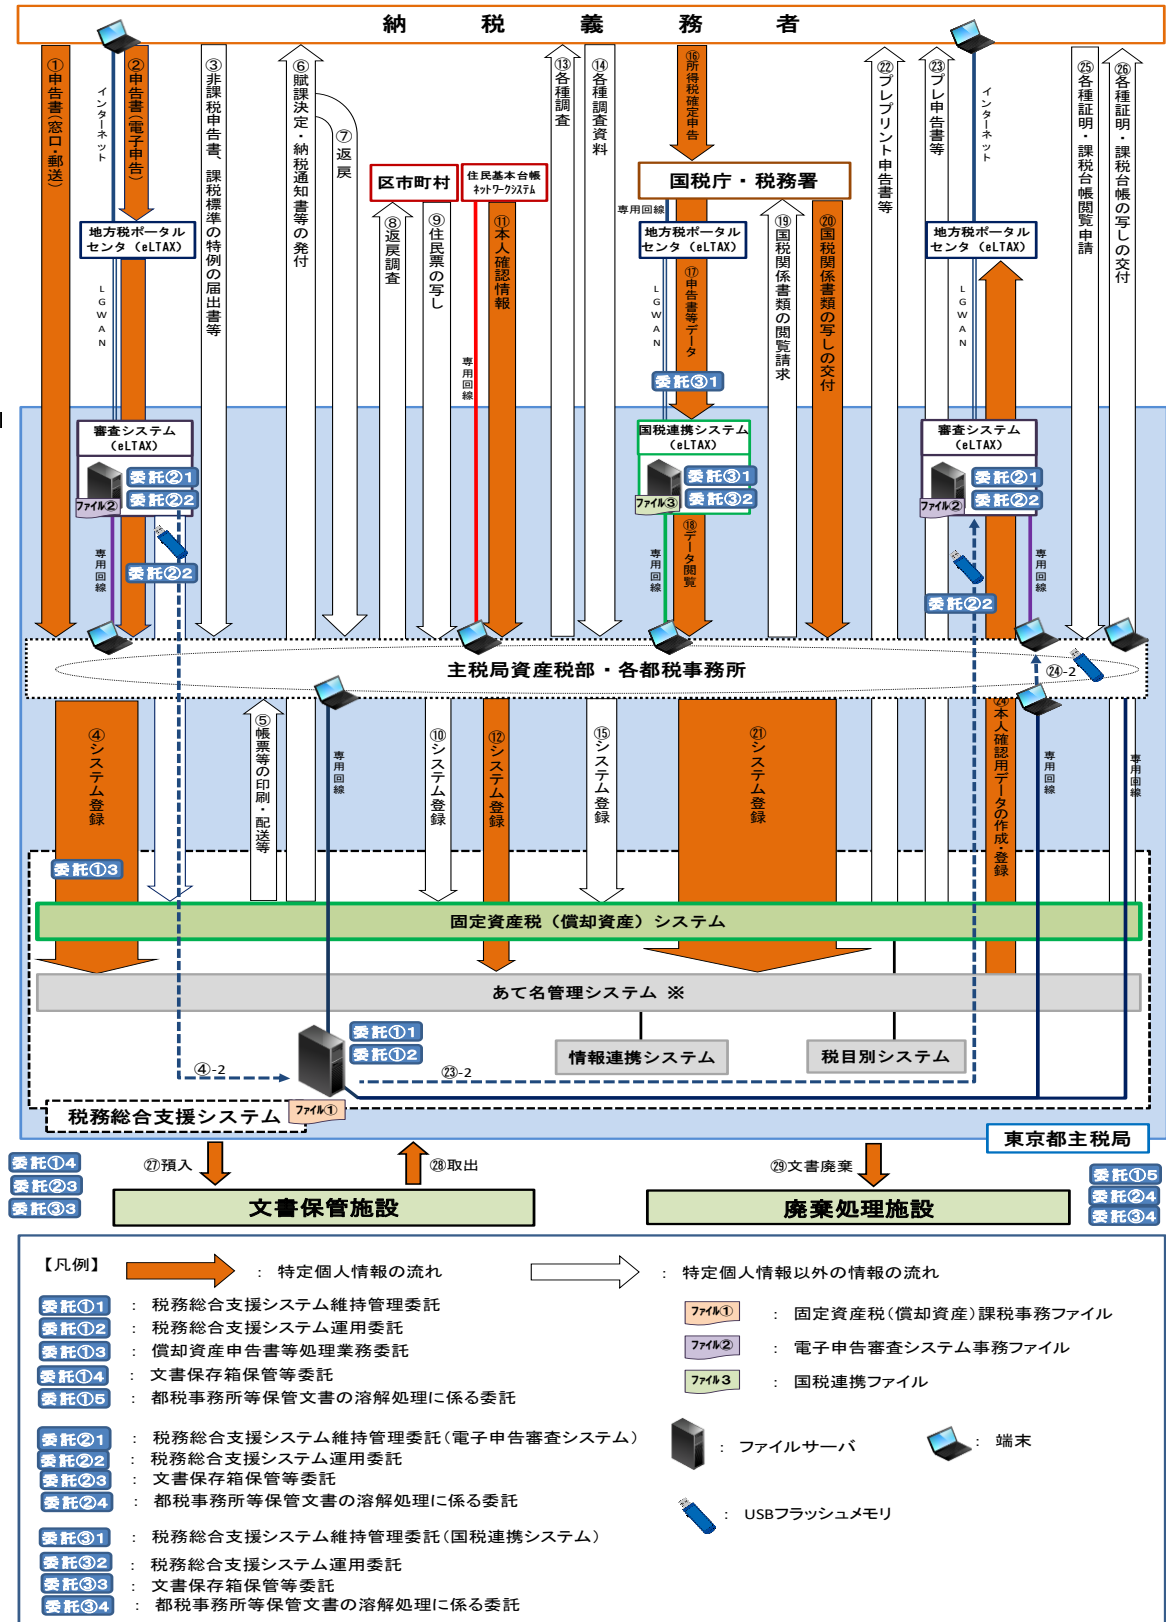 納税義務者
①申告書(窓口・郵送)
②申告書(電子申告)
③非課税申告書、課税標準の特例の届出書等
⑥賦課決定・納税通知書等の発付
⑦返戻
⑬各種調査
⑭各種調査資料
⑯所得税確定申告
㉒プレプリント申告書等
㉓プレ申告書等
㉕各種証明・課税台帳閲覧申請
㉖各種証明・課税台帳の写しの交付
インターネット
インターネット
区市町村
住民基本台帳
ネットワークシステム
国税庁・税務署
専用回線
地方税ポータル
センタ（eLTAX）
地方税ポータル
センタ（eLTAX）
地方税ポータル
センタ（eLTAX）
⑧返戻調査
⑨住民票の写し
⑪本人確認情報
⑰申告書等データ
⑲国税関係書類の閲覧請求
⑳国税関係書類の写しの交付
LGWAN
LGWAN
LGWAN
専用回線
委託③1
審査システム
（eLTAX）
委託②1
委託②2
ファイル②
国税連携システム
（eLTAX）
委託③1
委託③2
ファイル③
審査システム
（eLTAX）
委託②1
委託②2
ファイル②
専用回線
委託②2
専用回線
⑱データ閲覧
委託②2
専用回線
主税局資産税部・各都税事務所
㉔-2
④システム登録
⑤帳票等の印刷・配送等
専用回線
⑩システム登録
⑫システム登録
⑮システム登録
㉑システム登録
㉔本人確認用データの作成・登録
専用回線
専用回線
委託①3
固定資産税（償却資産）システム
あて名管理システム ※
委託①1
委託①2
情報連携システム
税目別システム
④-2
㉓-2
税務総合支援システム
ファイル①
東京都主税局
委託①4
委託②3
委託③3
㉗預入
㉘取出
㉙文書廃棄
委託①5
委託②4
委託③4
文書保管施設
廃棄処理施設
【凡例】
： 特定個人情報の流れ
： 特定個人情報以外の情報の流れ
委託①1 ： 税務総合支援システム維持管理委託
委託①2 ： 税務総合支援システム運用委託
委託①3 ： 償却資産申告書等処理業務委託
委託①4 ： 文書保存箱保管等委託
委託①5 ： 都税事務所等保管文書の溶解処理に係る委託
ファイル① ： 固定資産税(償却資産)課税事務ファイル
ファイル② ： 電子申告審査システム事務ファイル
ファイル3 ： 国税連携ファイル
委託②1 ： 税務総合支援システム維持管理委託(電子申告審査システム)
委託②2 ： 税務総合支援システム運用委託
委託②3 ： 文書保存箱保管等委託
委託②4 ： 都税事務所等保管文書の溶解処理に係る委託
： ファイルサーバ
： 端末
： USBフラッシュメモリ
委託③1 ： 税務総合支援システム維持管理委託(国税連携システム)
委託③2 ： 税務総合支援システム運用委託
委託③3 ： 文書保存箱保管等委託
委託③4 ： 都税事務所等保管文書の溶解処理に係る委託